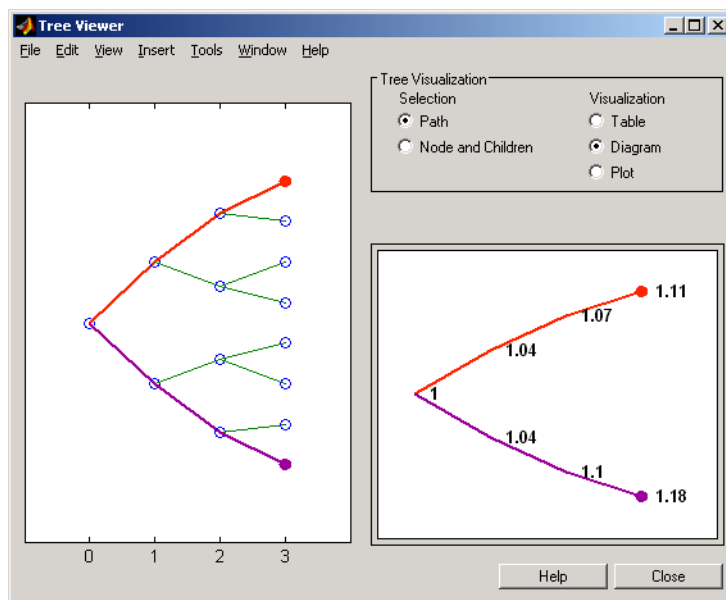 Tree Viewer
File Edit View Insert Tools Window Help
Tree Visualization
Selection Visualization
Path Table
Node and Children Diagram
Plot
1.11
1.07
1.04
1
1.04
1.1
1.18
0 1 2 3
Help Close